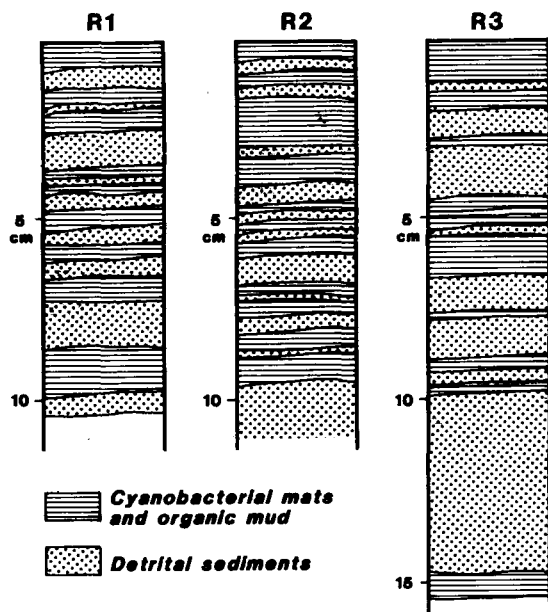 R1 R2 R3
5
cm
10
5
cm
10
5
cm
10
15
Cyanobacterial mats
and organic mud
Detrital sediments